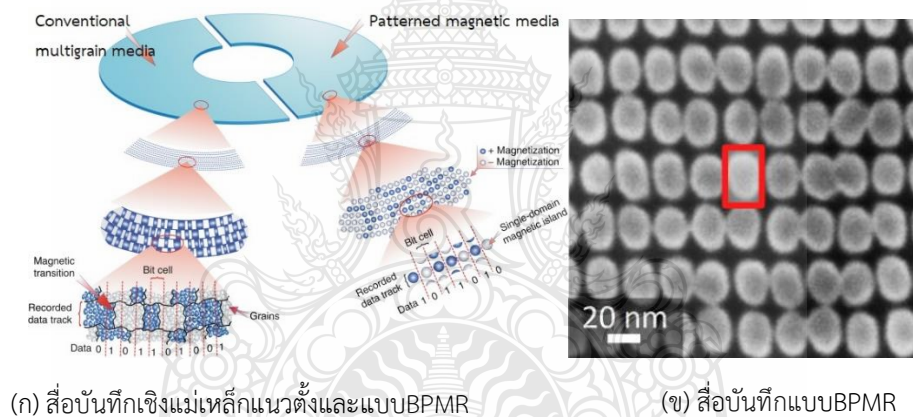 Conventional
multigrain media
Patterned magnetic media
+ Magnetization
− Magnetization
Single-domain
magnetic island
Bit cell
Recorded
data track
Data 1 0 1 1 0 1 0
Magnetic
transition
Bit cell
Recorded
data track
Grains
Data 0 1 0 1 1 0 1 0 0 1
20 nm
(ก) สื่อบันทึกเชิงแม่เหล็กแนวตั้งและแบบBPMR
(ข) สื่อบันทึกแบบBPMR